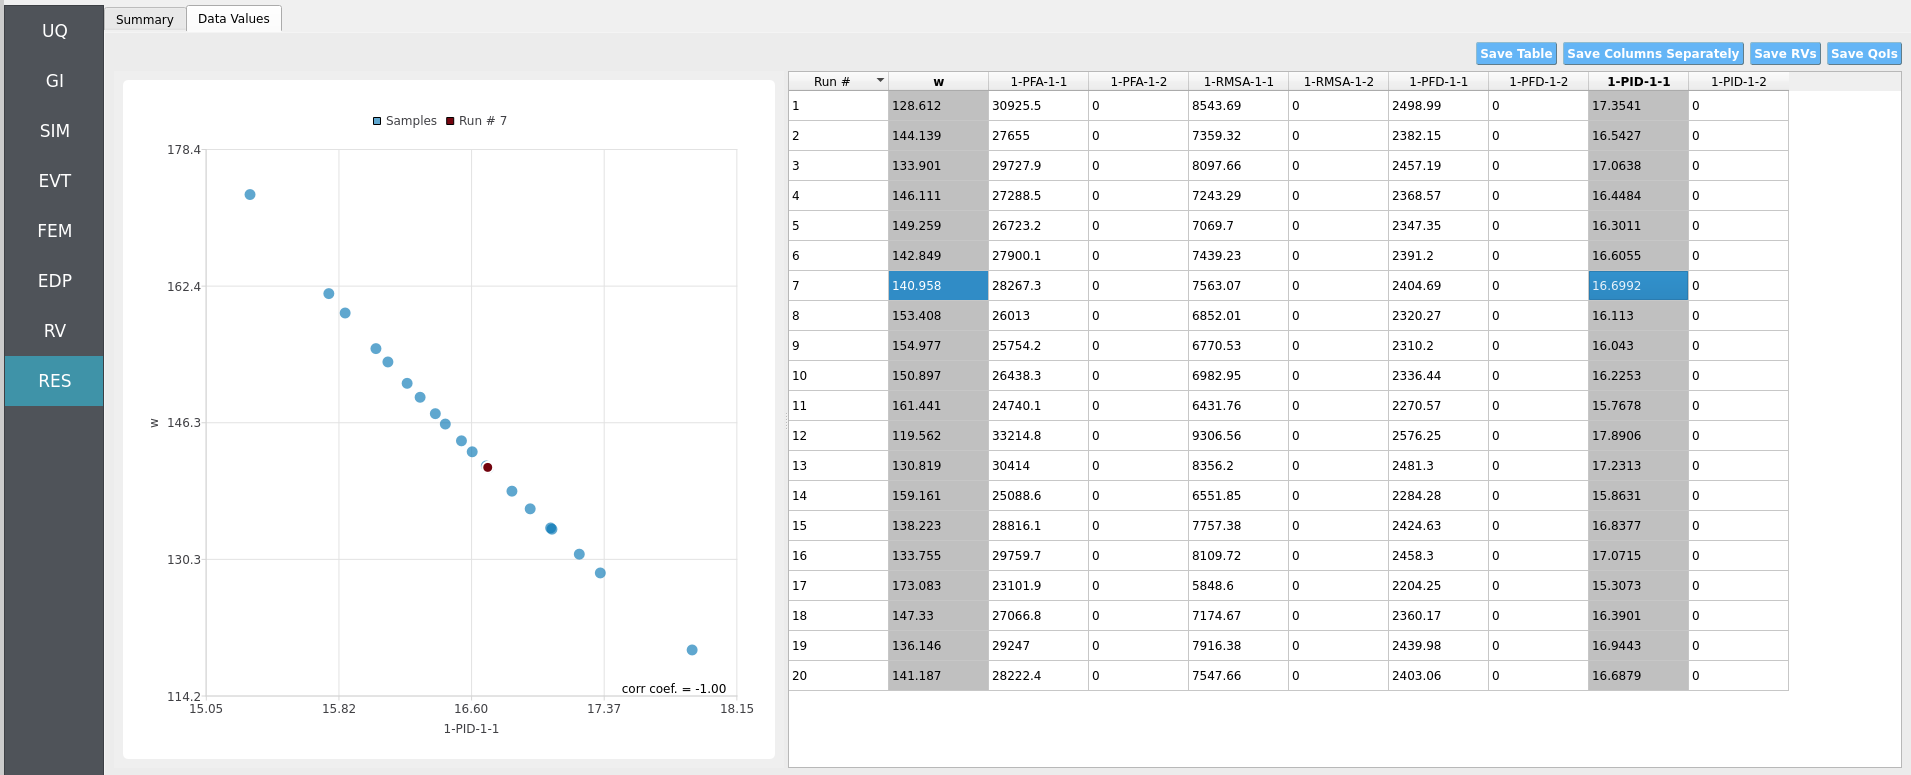 UQ
GI
SIM
EVT
FEM
EDP
RV
RES
Summary Data Values
Save Table Save Columns Separately Save RVs Save QoIs
Samples Run # 7
178.4
162.4
146.3
130.3
114.2
w
corr coef. = -1.00
15.05 15.82 16.60 17.37 18.15
1-PID-1-1
Run # w 1-PFA-1-1 1-PFA-1-2 1-RMSA-1-1 1-RMSA-1-2 1-PFD-1-1 1-PFD-1-2 1-PID-1-1 1-PID-1-2
1 128.612 30925.5 0 8543.69 0 2498.99 0 17.3541 0
2 144.139 27655 0 7359.32 0 2382.15 0 16.5427 0
3 133.901 29727.9 0 8097.66 0 2457.19 0 17.0638 0
4 146.111 27288.5 0 7243.29 0 2368.57 0 16.4484 0
5 149.259 26723.2 0 7069.7 0 2347.35 0 16.3011 0
6 142.849 27900.1 0 7439.23 0 2391.2 0 16.6055 0
7 140.958 28267.3 0 7563.07 0 2404.69 0 16.6992 0
8 153.408 26013 0 6852.01 0 2320.27 0 16.113 0
9 154.977 25754.2 0 6770.53 0 2310.2 0 16.043 0
10 150.897 26438.3 0 6982.95 0 2336.44 0 16.2253 0
11 161.441 24740.1 0 6431.76 0 2270.57 0 15.7678 0
12 119.562 33214.8 0 9306.56 0 2576.25 0 17.8906 0
13 130.819 30414 0 8356.2 0 2481.3 0 17.2313 0
14 159.161 25088.6 0 6551.85 0 2284.28 0 15.8631 0
15 138.223 28816.1 0 7757.38 0 2424.63 0 16.8377 0
16 133.755 29759.7 0 8109.72 0 2458.3 0 17.0715 0
17 173.083 23101.9 0 5848.6 0 2204.25 0 15.3073 0
18 147.33 27066.8 0 7174.67 0 2360.17 0 16.3901 0
19 136.146 29247 0 7916.38 0 2439.98 0 16.9443 0
20 141.187 28222.4 0 7547.66 0 2403.06 0 16.6879 0